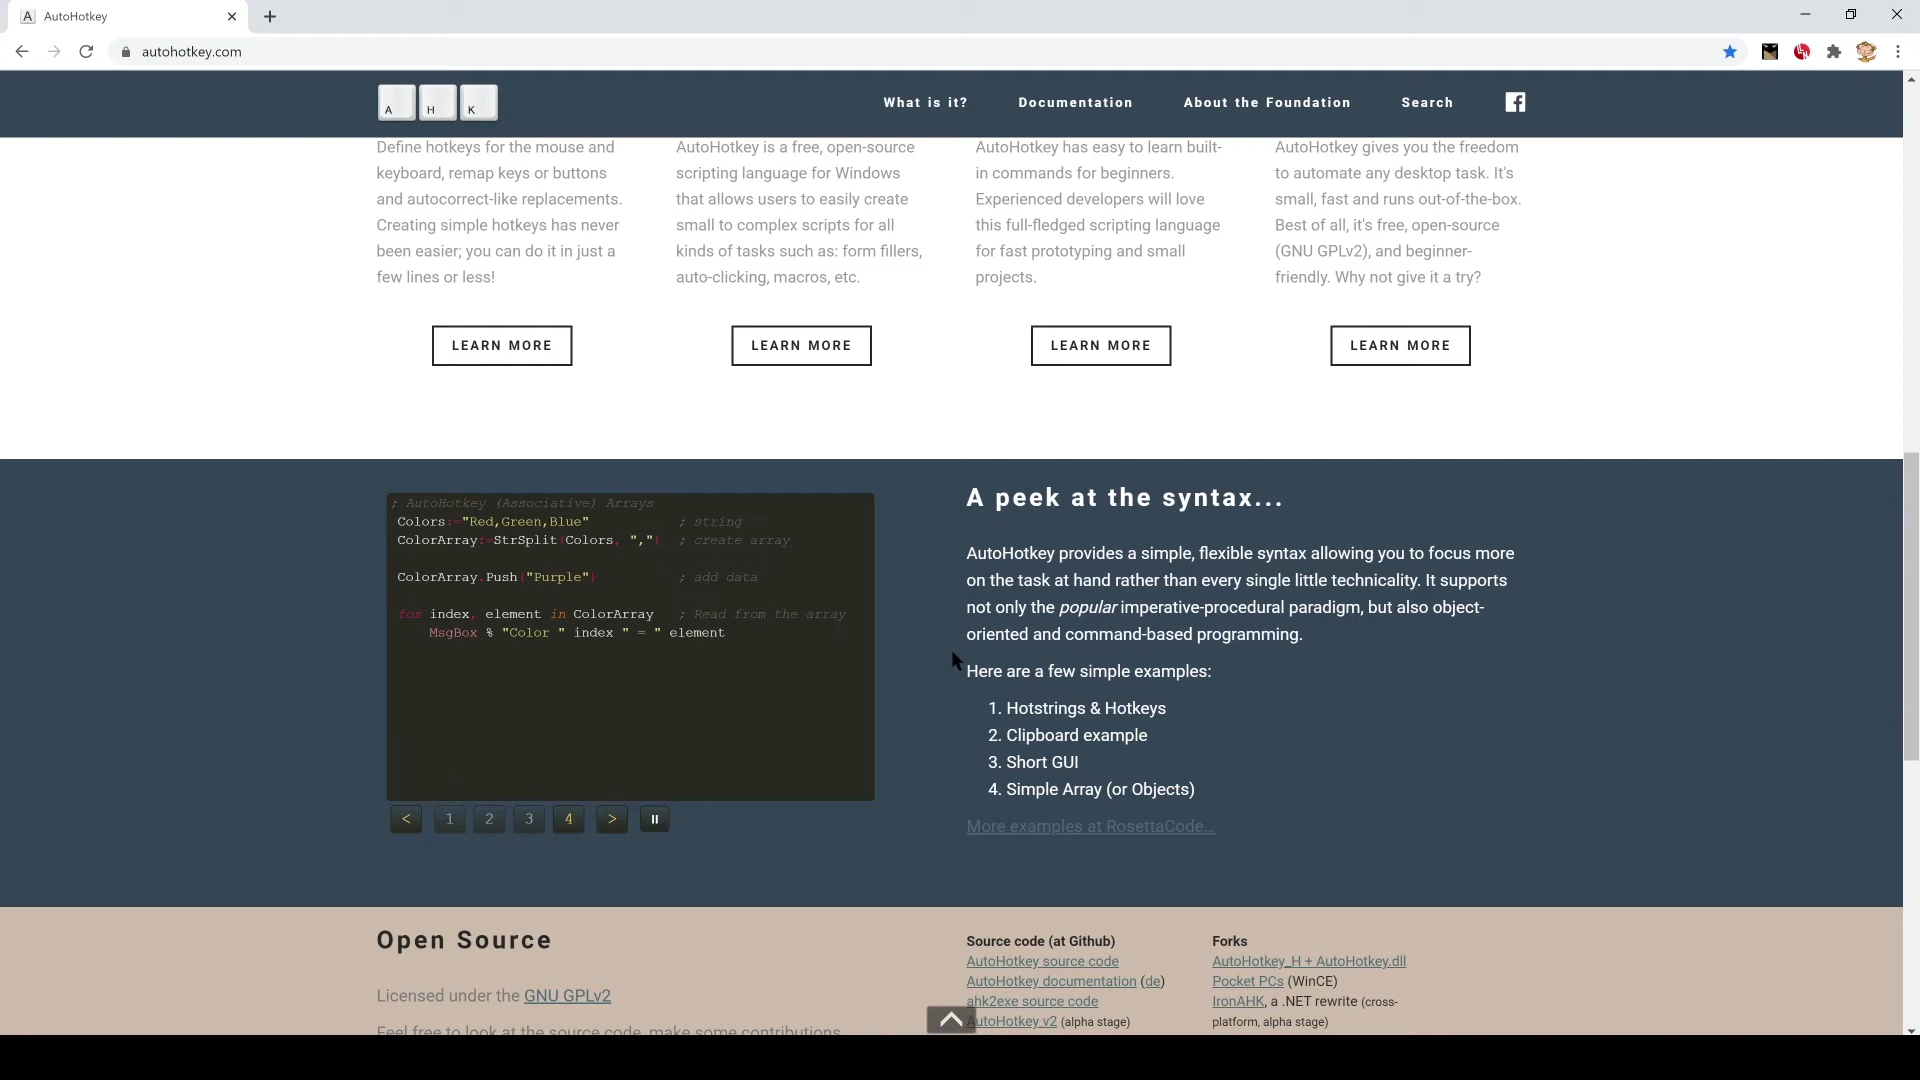 AutoHotkey
autohotkey.com
A H K
What is it?
Documentation
About the Foundation
Search
Define hotkeys for the mouse and
keyboard, remap keys or buttons
and autocorrect-like replacements.
Creating simple hotkeys has never
been easier; you can do it in just a
few lines or less!
LEARN MORE
AutoHotkey is a free, open-source
scripting language for Windows
that allows users to easily create
small to complex scripts for all
kinds of tasks such as: form fillers,
auto-clicking, macros, etc.
LEARN MORE
AutoHotkey has easy to learn built-
in commands for beginners.
Experienced developers will love
this full-fledged scripting language
for fast prototyping and small
projects.
LEARN MORE
AutoHotkey gives you the freedom
to automate any desktop task. It's
small, fast and runs out-of-the-box.
Best of all, it's free, open-source
(GNU GPLv2), and beginner-
friendly. Why not give it a try?
LEARN MORE
; AutoHotkey (Associative) Arrays
Colors:="Red,Green,Blue" ; string
ColorArray:=StrSplit(Colors, ",") ; create array
ColorArray.Push("Purple") ; add data
for index, element in ColorArray ; Read from the array
MsgBox % "Color " index " = " element
< 1 2 3 4 >
A peek at the syntax...
AutoHotkey provides a simple, flexible syntax allowing you to focus more
on the task at hand rather than every single little technicality. It supports
not only the popular imperative-procedural paradigm, but also object-
oriented and command-based programming.
Here are a few simple examples:
1. Hotstrings & Hotkeys
2. Clipboard example
3. Short GUI
4. Simple Array (or Objects)
More examples at RosettaCode...
Open Source
Licensed under the GNU GPLv2
Feel free to look at the source code, make some contributions
Source code (at Github)
AutoHotkey source code
AutoHotkey documentation (de)
ahk2exe source code
AutoHotkey v2 (alpha stage)
Forks
AutoHotkey_H + AutoHotkey.dll
Pocket PCs (WinCE)
IronAHK, a .NET rewrite (cross-
platform, alpha stage)